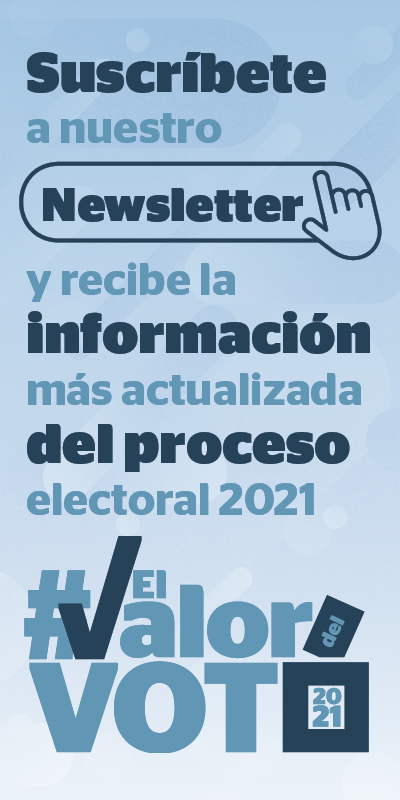 Suscríbete
a nuestro
Newsletter
y recibe la
información
más actualizada
del proceso
electoral 2021
#El Valor del
VOTO
2021